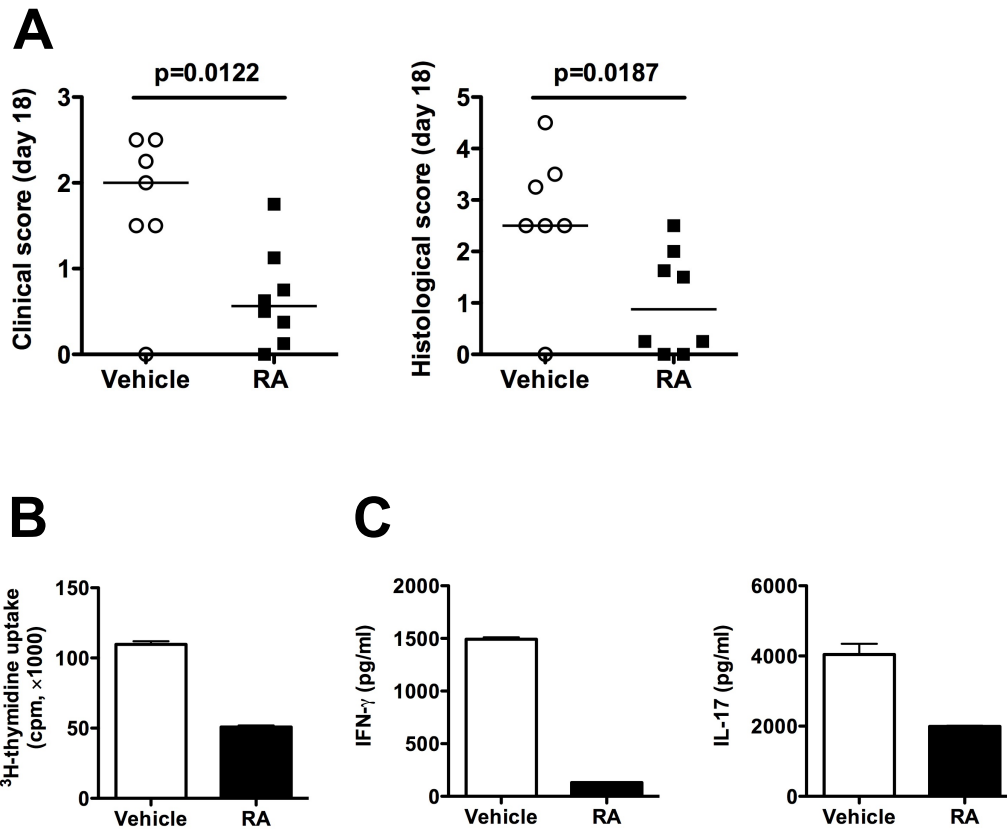 A
p=0.0122
Clinical score (day 18)
3
2
1
0
Vehicle RA
p=0.0187
Histological score (day 18)
5
4
3
2
1
0
Vehicle RA
B
³H-thymidine uptake
(cpm, ×1000)
150
100
50
0
Vehicle RA
C
IFN-γ (pg/ml)
2000
1500
1000
500
0
Vehicle RA
IL-17 (pg/ml)
6000
4000
2000
0
Vehicle RA